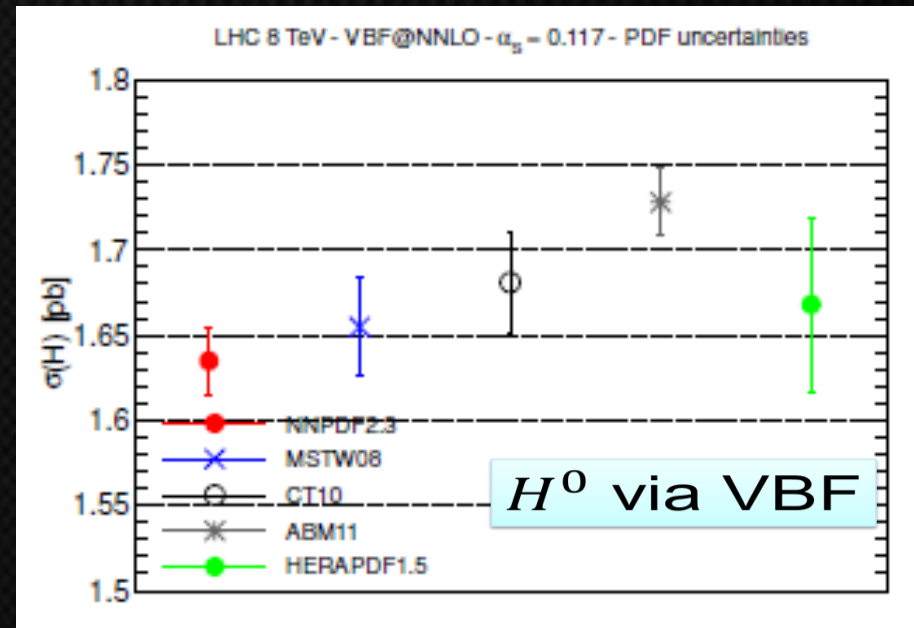 LHC 8 TeV - VBF@NNLO - αs = 0.117 - PDF uncertainties
σ(H) [pb]
1.8
1.75
1.7
1.65
1.6
1.55
1.5
NNPDF2.3
MSTW08
CT10
ABM11
HERAPDF1.5
H⁰ via VBF